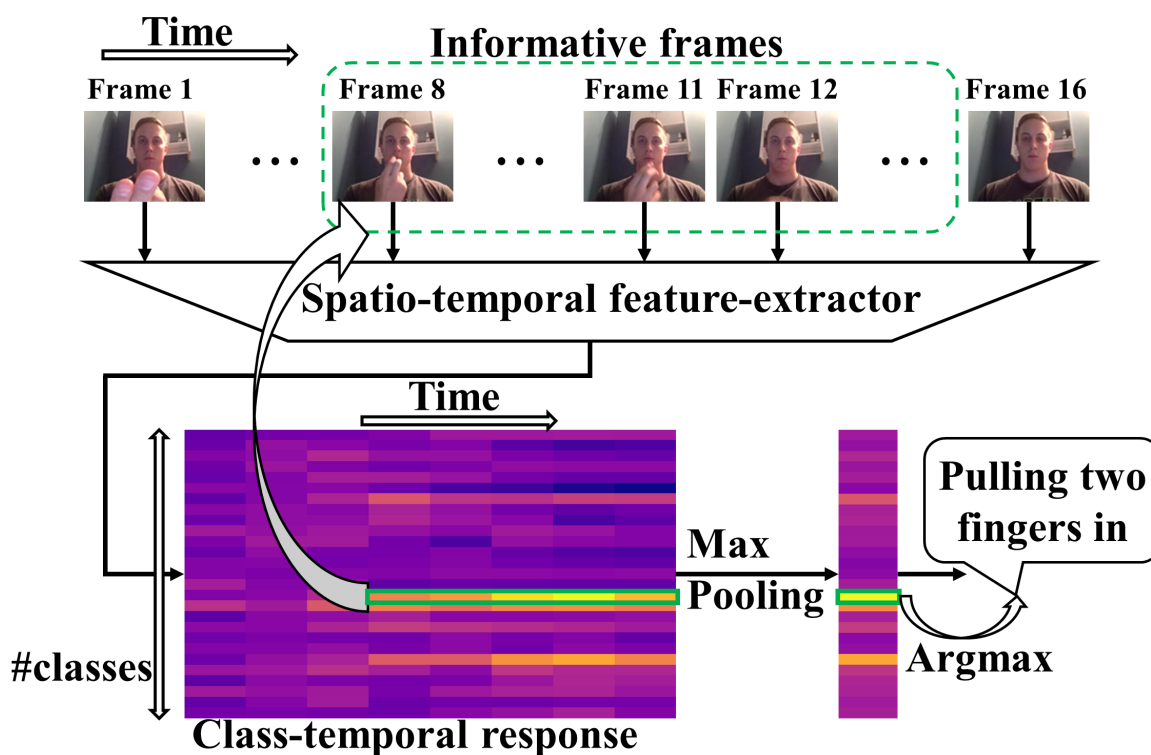 Time
Informative frames
Frame 1
Frame 8
Frame 11
Frame 12
Frame 16
... ... ...
Spatio-temporal feature-extractor
Time
Max
Pooling
Pulling two
fingers in
#classes
Argmax
Class-temporal response